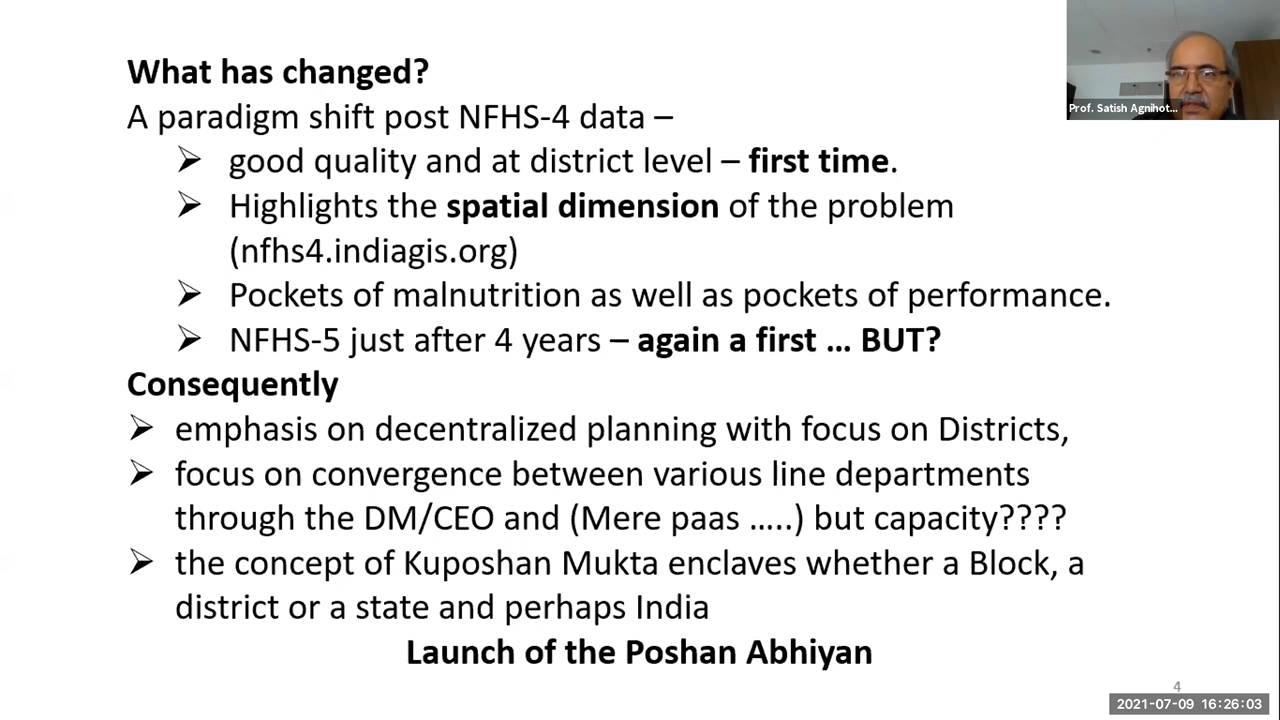 What has changed?
A paradigm shift post NFHS-4 data –
➢ good quality and at district level – first time.
➢ Highlights the spatial dimension of the problem
(nfhs4.indiagis.org)
➢ Pockets of malnutrition as well as pockets of performance.
➢ NFHS-5 just after 4 years – again a first … BUT?
Consequently
➢ emphasis on decentralized planning with focus on Districts,
➢ focus on convergence between various line departments
through the DM/CEO and (Mere paas …..) but capacity????
➢ the concept of Kuposhan Mukta enclaves whether a Block, a
district or a state and perhaps India
Launch of the Poshan Abhiyan
4
Prof. Satish Agnihot...
2021-07-09 16:26:03